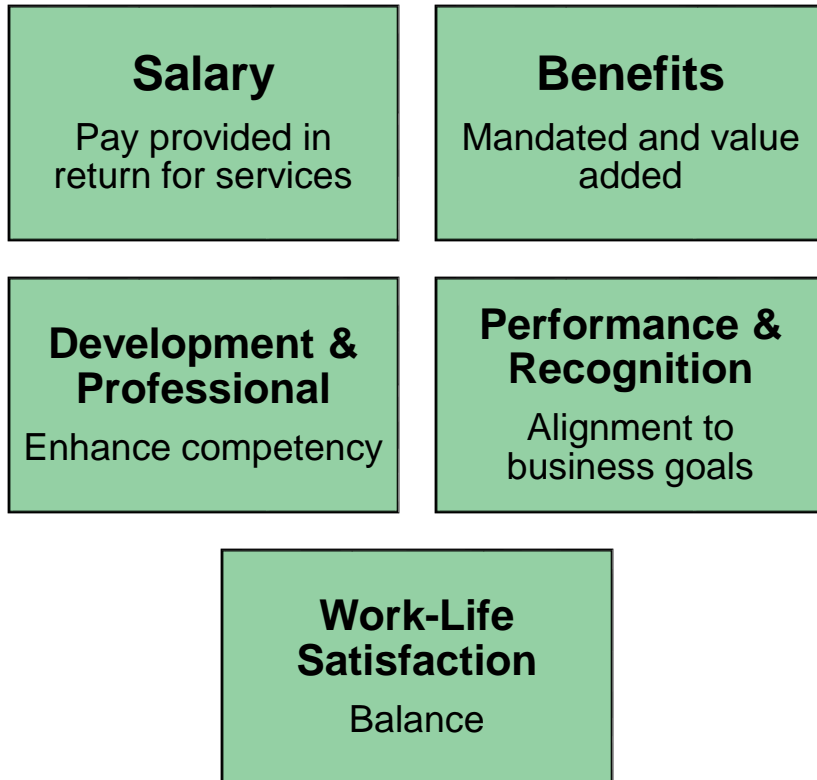 Salary
Pay provided in
return for services
Benefits
Mandated and value
added
Development &
Professional
Enhance competency
Performance &
Recognition
Alignment to
business goals
Work-Life
Satisfaction
Balance